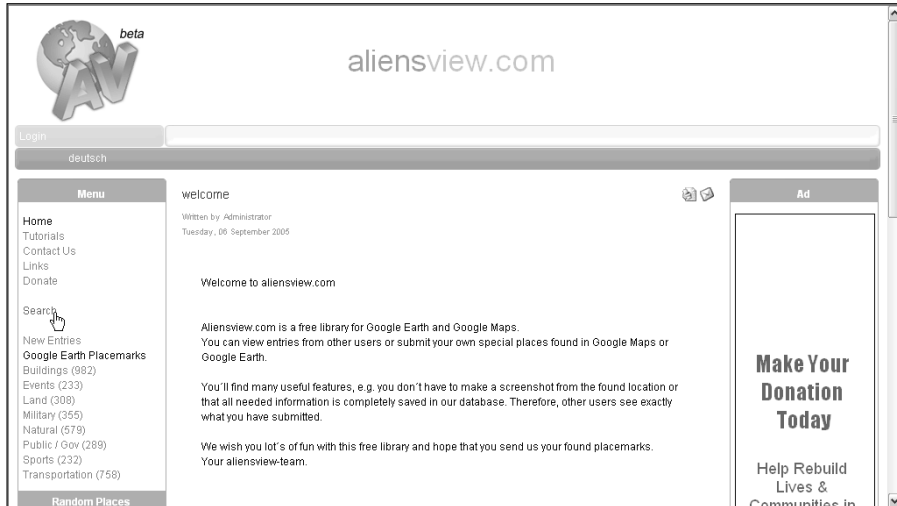 beta
AV
aliensview.com
Login
deutsch
Menu
Home
Tutorials
Contact Us
Links
Donate
Search
New Entries
Google Earth Placemarks
Buildings (982)
Events (233)
Land (308)
Military (355)
Natural (579)
Public / Gov (289)
Sports (232)
Transportation (758)
Random Places
welcome
Written by Administrator
Tuesday, 06 September 2005
Welcome to aliensview.com
Aliensview.com is a free library for Google Earth and Google Maps.
You can view entries from other users or submit your own special places found in Google Maps or
Google Earth.
You´ll find many useful features, e.g. you don´t have to make a screenshot from the found location or
that all needed information is completely saved in our database. Therefore, other users see exactly
what you have submitted.
We wish you lot´s of fun with this free library and hope that you send us your found placemarks.
Your aliensview-team.
Ad
Make Your
Donation
Today
Help Rebuild
Lives &
Communities in